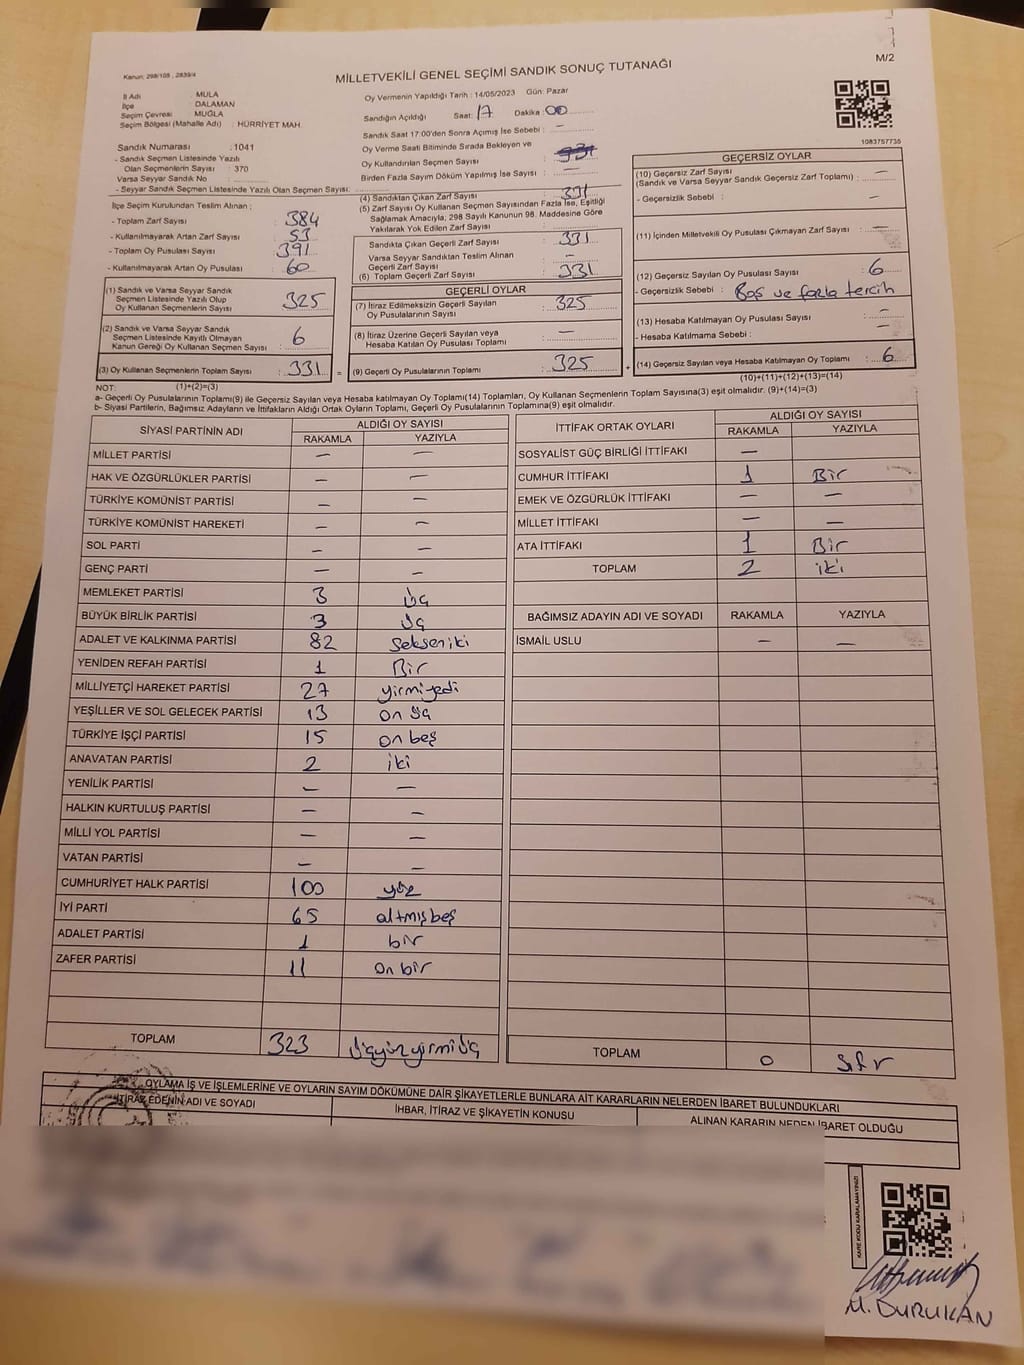 Kanun: 298/105 , 2839/4
MİLLETVEKİLİ GENEL SEÇİMİ SANDIK SONUÇ TUTANAĞI
M/2
İl Adı : MULA
İlçe : DALAMAN
Seçim Çevresi : MUĞLA
Seçim Bölgesi (Mahalle Adı) : HÜRRİYET MAH.
Sandık Numarası : 1041
- Sandık Seçmen Listesinde Yazılı
Olan Seçmenlerin Sayısı : 370
Varsa Seyyar Sandık No :
- Seyyar Sandık Seçmen Listesinde Yazılı Olan Seçmen Sayısı:
Oy Vermenin Yapıldığı Tarih : 14/05/2023 Gün: Pazar
Sandığın Açıldığı Saat: 17 Dakika : 00
Sandık Saat 17:00'den Sonra Açımış İse Sebebi : —
Oy Verme Saati Bitiminde Sırada Bekleyen ve
Oy Kullandırılan Seçmen Sayısı :
Birden Fazla Sayım Döküm Yapılmış İse Sayısı : —
1083757735
İlçe Seçim Kurulundan Teslim Alınan :
- Toplam Zarf Sayısı : 384
- Kullanılmayarak Artan Zarf Sayısı : 53
- Toplam Oy Pusulası Sayısı : 391
- Kullanılmayarak Artan Oy Pusulası : 60
(1) Sandık ve Varsa Seyyar Sandık
Seçmen Listesinde Yazılı Olup
Oy Kullanan Seçmenlerin Sayısı : 325
(2) Sandık ve Varsa Seyyar Sandık
Seçmen Listesinde Kayıtlı Olmayan
Kanun Gereği Oy Kullanan Seçmen Sayısı : 6
(3) Oy Kullanan Seçmenlerin Toplam Sayısı : 331 =
(4) Sandıktan Çıkan Zarf Sayısı : 331
(5) Zarf Sayısı Oy Kullanan Seçmen Sayısından Fazla İse, Eşitliği
Sağlamak Amacıyla, 298 Sayılı Kanunun 98. Maddesine Göre
Yakılarak Yok Edilen Zarf Sayısı :
Sandıkta Çıkan Geçerli Zarf Sayısı : 331
Varsa Seyyar Sandıktan Teslim Alınan
Geçerli Zarf Sayısı : —
(6) Toplam Geçerli Zarf Sayısı : 331
GEÇERLİ OYLAR
(7) İtiraz Edilmeksizin Geçerli Sayılan
Oy Pusulalarının Sayısı : 325
(8) İtiraz Üzerine Geçerli Sayılan veya
Hesaba Katılan Oy Pusulası Toplamı : —
(9) Geçerli Oy Pusulalarının Toplamı : 325 +
GEÇERSİZ OYLAR
(10) Geçersiz Zarf Sayısı
(Sandık ve Varsa Seyyar Sandık Geçersiz Zarf Toplamı) : —
- Geçersizlik Sebebi : —
(11) İçinden Milletvekili Oy Pusulası Çıkmayan Zarf Sayısı : —
(12) Geçersiz Sayılan Oy Pusulası Sayısı : 6
- Geçersizlik Sebebi : Boş ve fazla tercih
(13) Hesaba Katılmayan Oy Pusulası Sayısı : —
- Hesaba Katılmama Sebebi : —
(14) Geçersiz Sayılan veya Hesaba Katılmayan Oy Toplamı : 6
NOT: (1)+(2)=(3)
(10)+(11)+(12)+(13)=(14)
a- Geçerli Oy Pusulalarının Toplamı(9) ile Geçersiz Sayılan veya Hesaba Katılmayan Oy Toplamı(14) Toplamları, Oy Kullanan Seçmenlerin Toplam Sayısına(3) eşit olmalıdır. (9)+(14)=(3)
b- Siyasi Partilerin, Bağımsız Adayların ve İttifakların Aldığı Ortak Oyların Toplamı, Geçerli Oy Pusulalarının Toplamına(9) eşit olmalıdır.
SİYASİ PARTİNİN ADI ALDIĞI OY SAYISI
RAKAMLA YAZIYLA
MİLLET PARTİSİ — —
HAK VE ÖZGÜRLÜKLER PARTİSİ — —
TÜRKİYE KOMÜNİST PARTİSİ — —
TÜRKİYE KOMÜNİST HAREKETİ — —
SOL PARTİ — —
GENÇ PARTİ — —
MEMLEKET PARTİSİ 3 üç
BÜYÜK BİRLİK PARTİSİ 3 üç
ADALET VE KALKINMA PARTİSİ 82 seksen iki
YENİDEN REFAH PARTİSİ 1 Bir
MİLLİYETÇİ HAREKET PARTİSİ 27 yirmi yedi
YEŞİLLER VE SOL GELECEK PARTİSİ 13 on üç
TÜRKİYE İŞÇİ PARTİSİ 15 on beş
ANAVATAN PARTİSİ 2 iki
YENİLİK PARTİSİ — —
HALKIN KURTULUŞ PARTİSİ — —
MİLLİ YOL PARTİSİ — —
VATAN PARTİSİ — —
CUMHURİYET HALK PARTİSİ 100 yüz
İYİ PARTİ 65 altmış beş
ADALET PARTİSİ 1 bir
ZAFER PARTİSİ 11 on bir
TOPLAM 323 üçyüz yirmi üç
İTTİFAK ORTAK OYLARI ALDIĞI OY SAYISI
RAKAMLA YAZIYLA
SOSYALİST GÜÇ BİRLİĞİ İTTİFAKI —
CUMHUR İTTİFAKI 1 Bir
EMEK VE ÖZGÜRLÜK İTTİFAKI — —
MİLLET İTTİFAKI — —
ATA İTTİFAKI 1 Bir
TOPLAM 2 iki
BAĞIMSIZ ADAYIN ADI VE SOYADI RAKAMLA YAZIYLA
İSMAİL USLU — —
TOPLAM 0 sıfır
OYLAMA İŞ VE İŞLEMLERİNE VE OYLARIN SAYIM DÖKÜMÜNE DAİR ŞİKAYETLERLE BUNLARA AİT KARARLARIN NELERDEN İBARET BULUNDUKLARI
İTİRAZ EDENİN ADI VE SOYADI İHBAR, İTİRAZ VE ŞİKAYETİN KONUSU ALINAN KARARIN NEDEN İBARET OLDUĞU
KARE KODU KARALAMAYINIZ!
M. DURUKAN